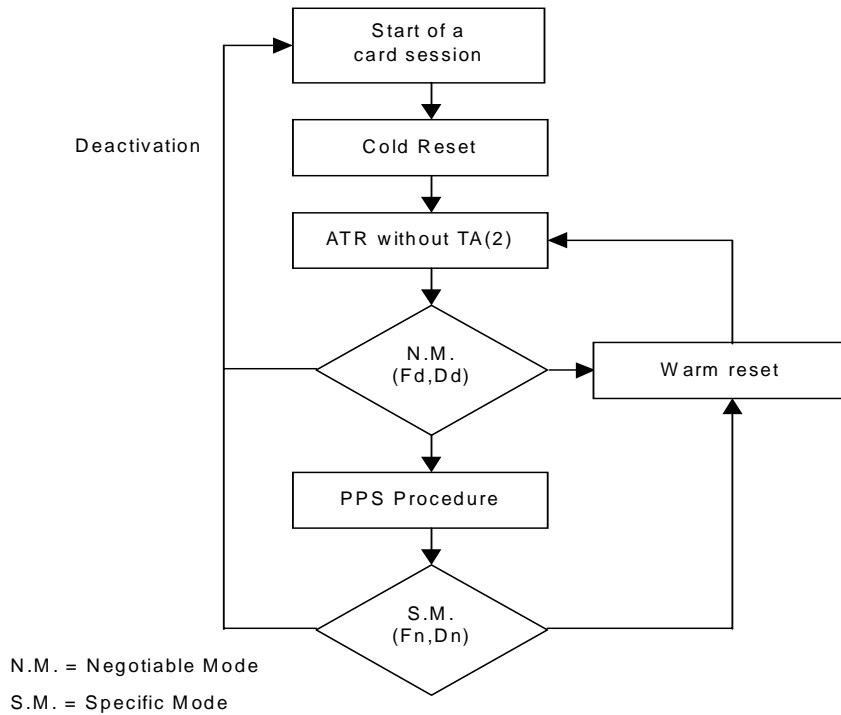 Start of a
card session
Deactivation
Cold Reset
ATR without TA(2)
N.M.
(Fd,Dd)
Warm reset
PPS Procedure
S.M.
(Fn,Dn)
N.M. = Negotiable Mode
S.M. = Specific Mode